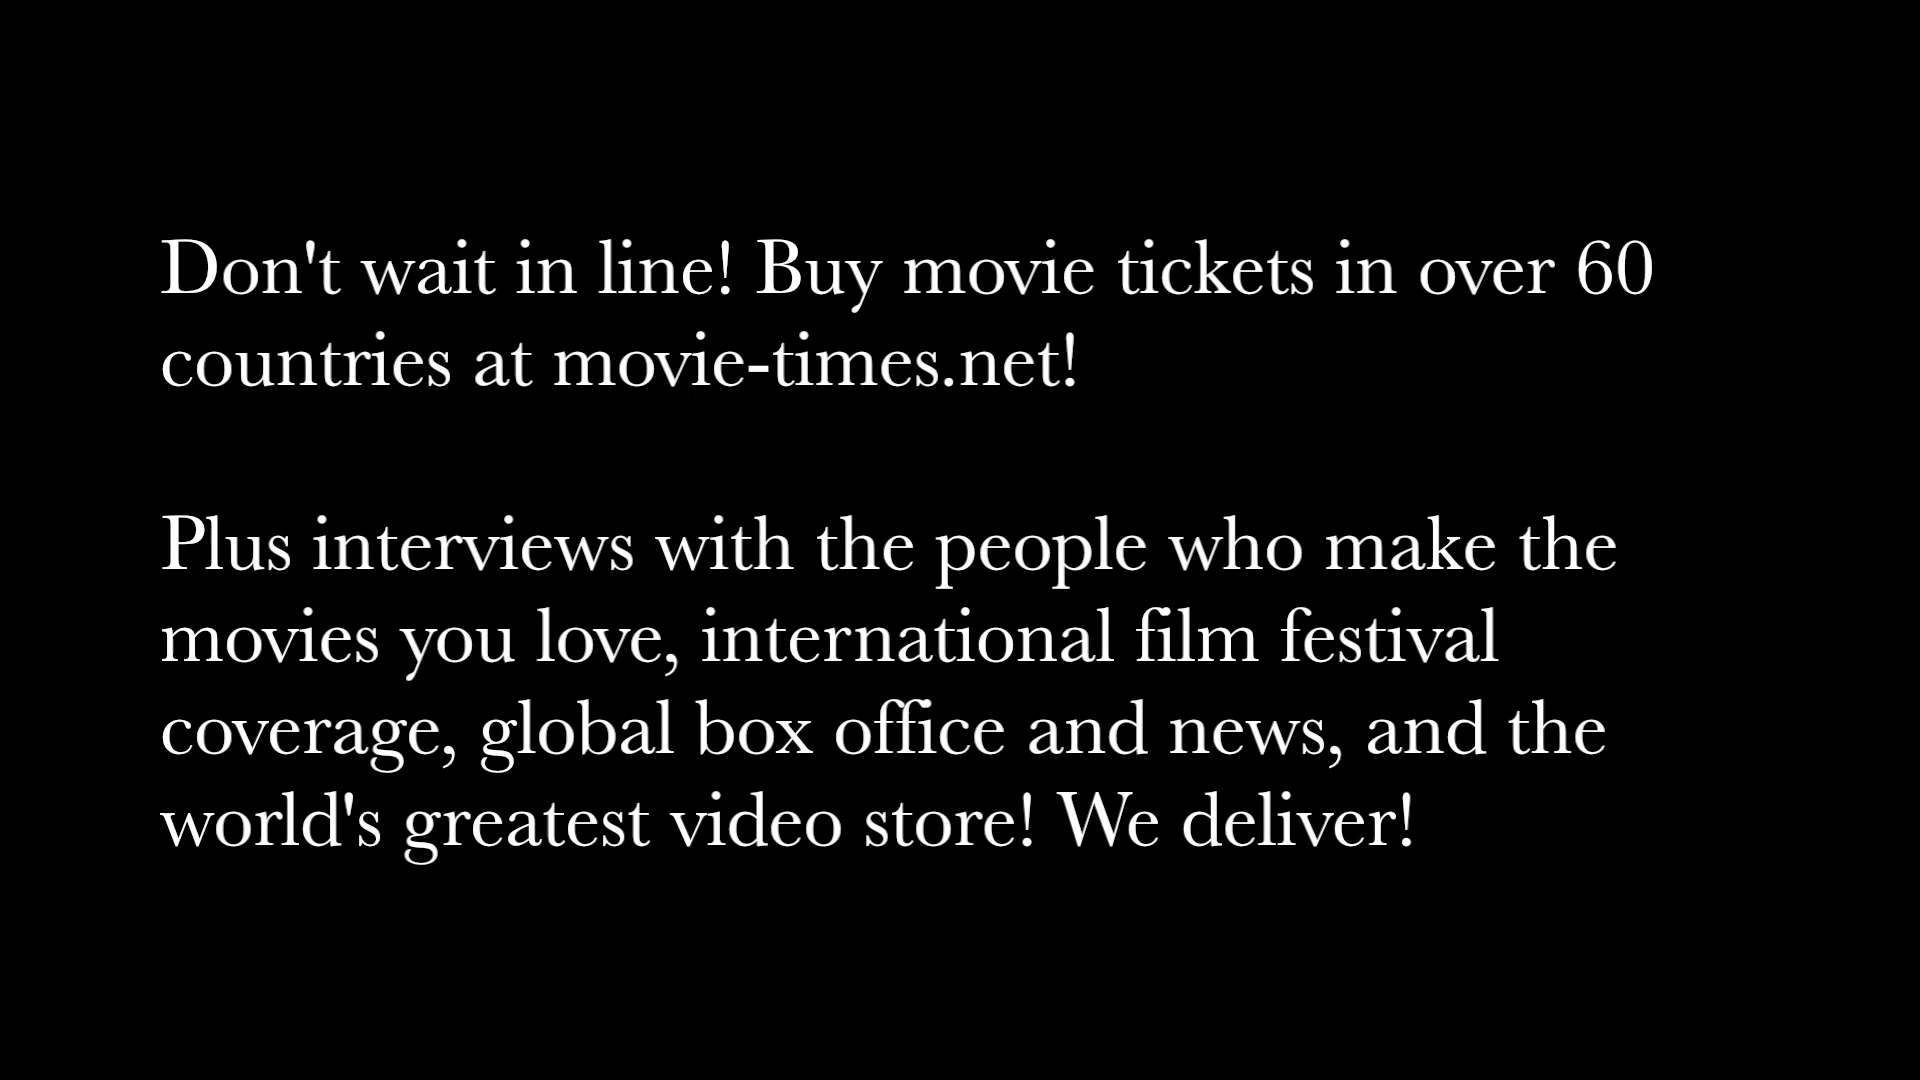 Don't wait in line! Buy movie tickets in over 60
countries at movie-times.net!
Plus interviews with the people who make the
movies you love, international film festival
coverage, global box office and news, and the
world's greatest video store! We deliver!